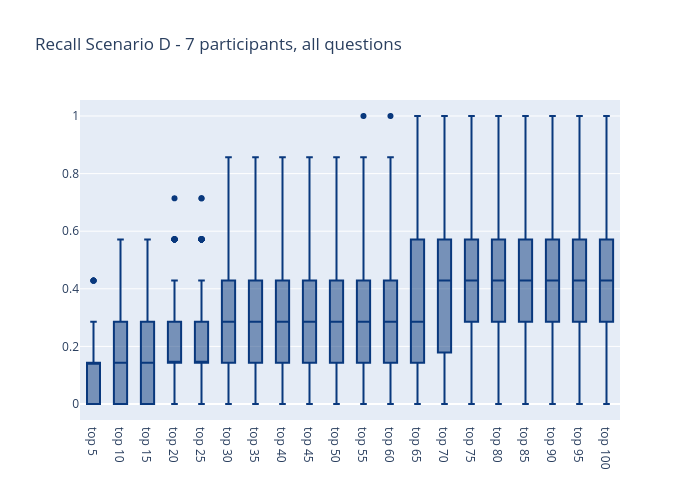 Recall Scenario D - 7 participants, all questions
1
0.8
0.6
0.4
0.2
0
top 5
top 10
top 15
top 20
top 25
top 30
top 35
top 40
top 45
top 50
top 55
top 60
top 65
top 70
top 75
top 80
top 85
top 90
top 95
top 100